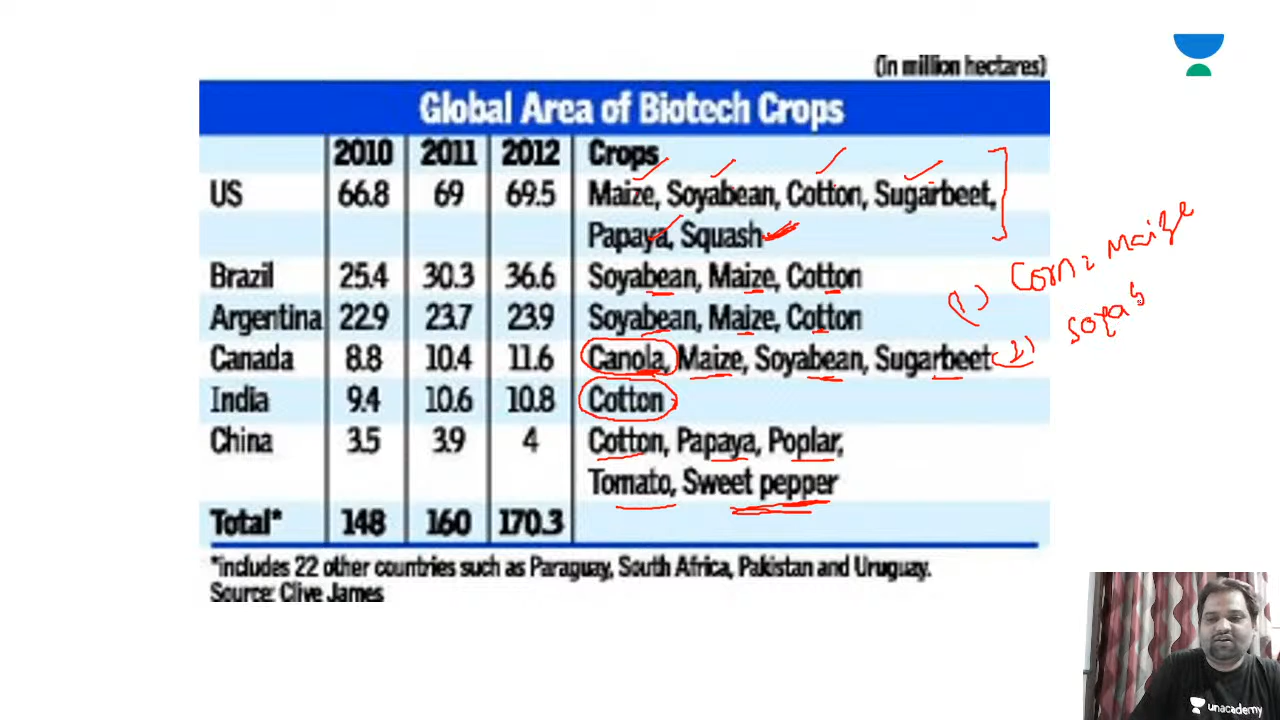 (in million hectares)
Global Area of Biotech Crops
2010 2011 2012 Crops
US 66.8 69 69.5 Maize, Soyabean, Cotton, Sugarbeet,
Papaya, Squash
Brazil 25.4 30.3 36.6 Soyabean, Maize, Cotton
Argentina 22.9 23.7 23.9 Soyabean, Maize, Cotton
Canada 8.8 10.4 11.6 Canola, Maize, Soyabean, Sugarbeet
India 9.4 10.6 10.8 Cotton
China 3.5 3.9 4 Cotton, Papaya, Poplar,
Tomato, Sweet pepper
Total* 148 160 170.3
*includes 22 other countries such as Paraguay, South Africa, Pakistan and Uruguay.
Source: Clive James
(1) Corn = Maize
(2) Soyab
unacademy